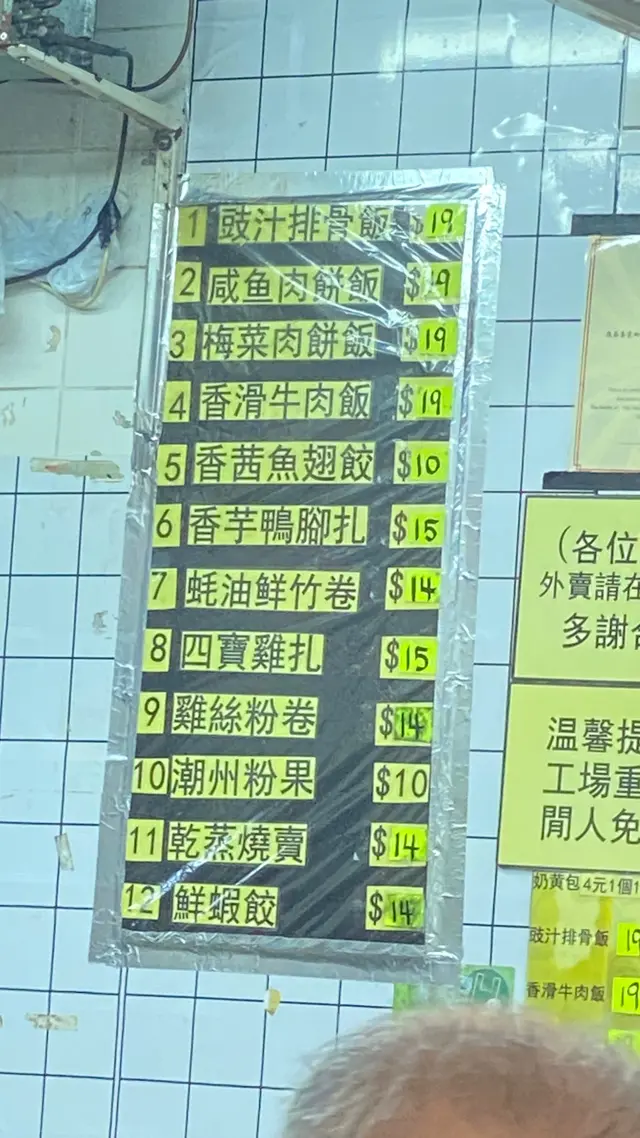 1 豉汁排骨飯 $19
2 咸鱼肉餅飯 $19
3 梅菜肉餅飯 $19
4 香滑牛肉飯 $19
5 香茜魚翅餃 $10
6 香芋鴨腳扎 $15
7 蚝油鲜竹卷 $14
8 四寶雞扎 $15
9 雞絲粉卷 $14
10 潮州粉果 $10
11 乾蒸燒賣 $14
12 鮮蝦餃 $14
(各位
外賣請在
多謝合
温馨提
工場重
閒人免
奶黃包4元1個1
豉汁排骨飯 19
香滑牛肉飯 19